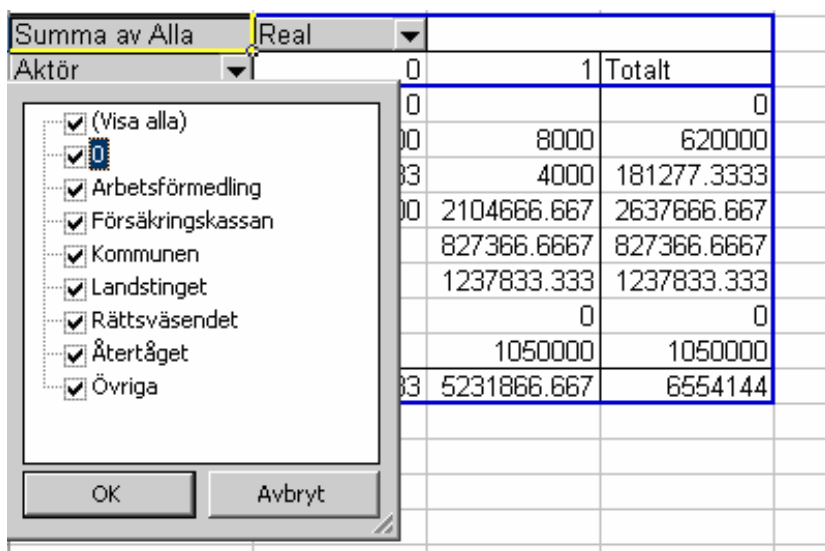 Summa av Alla Real
Aktör 0 1 Totalt
0 0
00 8000 620000
33 4000 181277.3333
00 2104666.667 2637666.667
827366.6667 827366.6667
1237833.333 1237833.333
0 0
1050000 1050000
33 5231866.667 6554144
(Visa alla)
0
Arbetsförmedling
Försäkringskassan
Kommunen
Landstinget
Rättsväsendet
Återtåget
Övriga
OK Avbryt